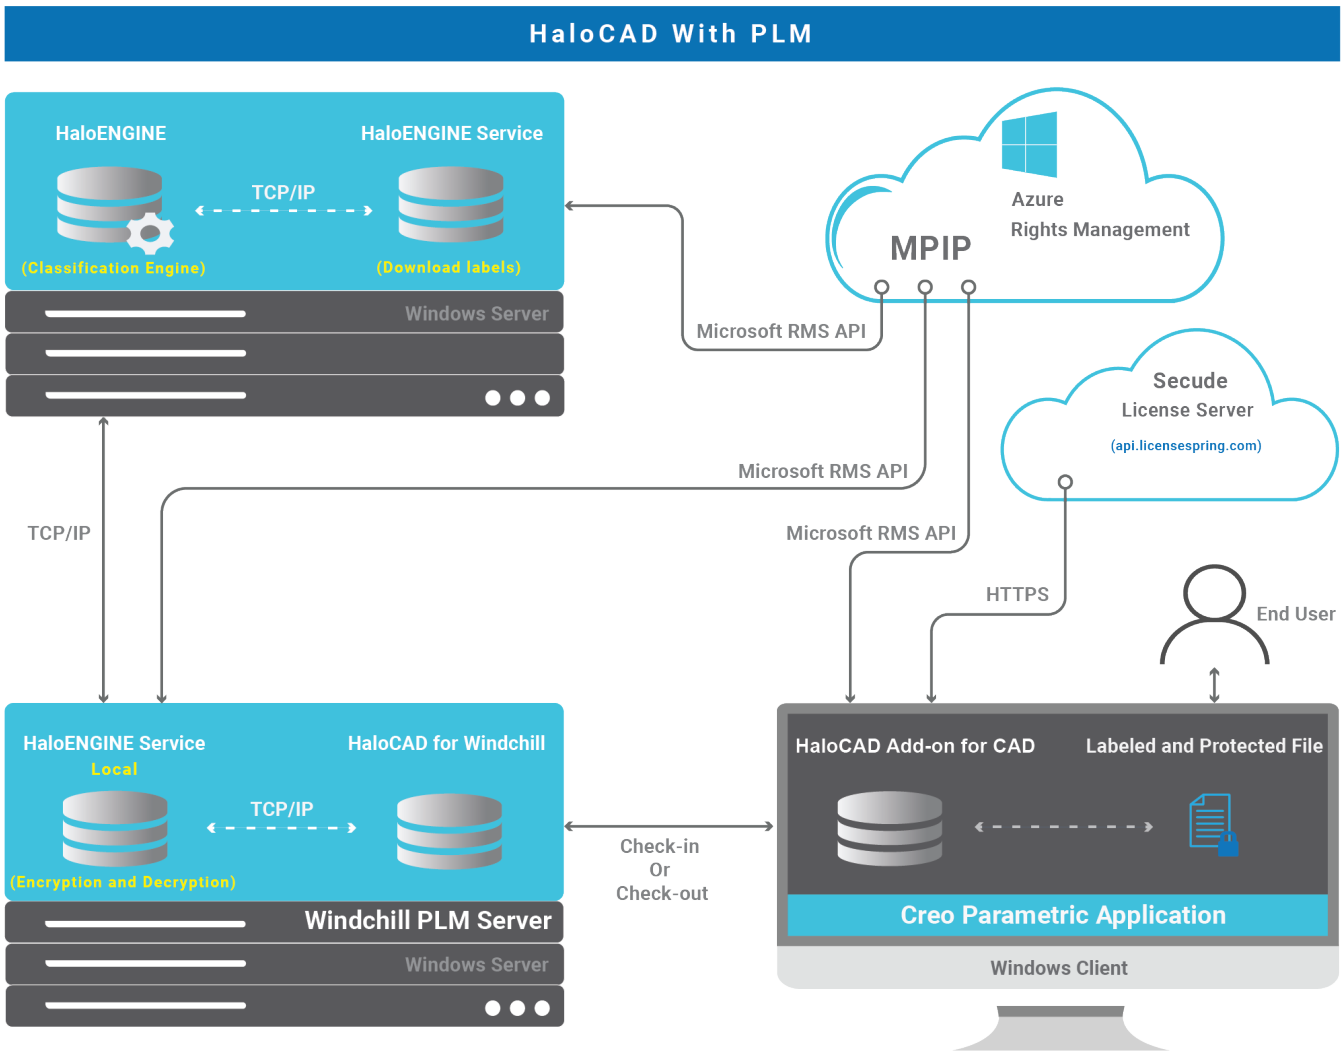 HaloCAD With PLM
HaloENGINE
HaloENGINE Service
TCP/IP
(Classification Engine)
(Download labels)
Windows Server
Azure
Rights Management
MPIP
Microsoft RMS API
Secude
License Server
(api.licensespring.com)
Microsoft RMS API
TCP/IP
Microsoft RMS API
HTTPS
End User
HaloENGINE Service
Local
HaloCAD for Windchill
TCP/IP
(Encryption and Decryption)
Windchill PLM Server
Windows Server
Check-in
Or
Check-out
HaloCAD Add-on for CAD
Labeled and Protected File
Creo Parametric Application
Windows Client